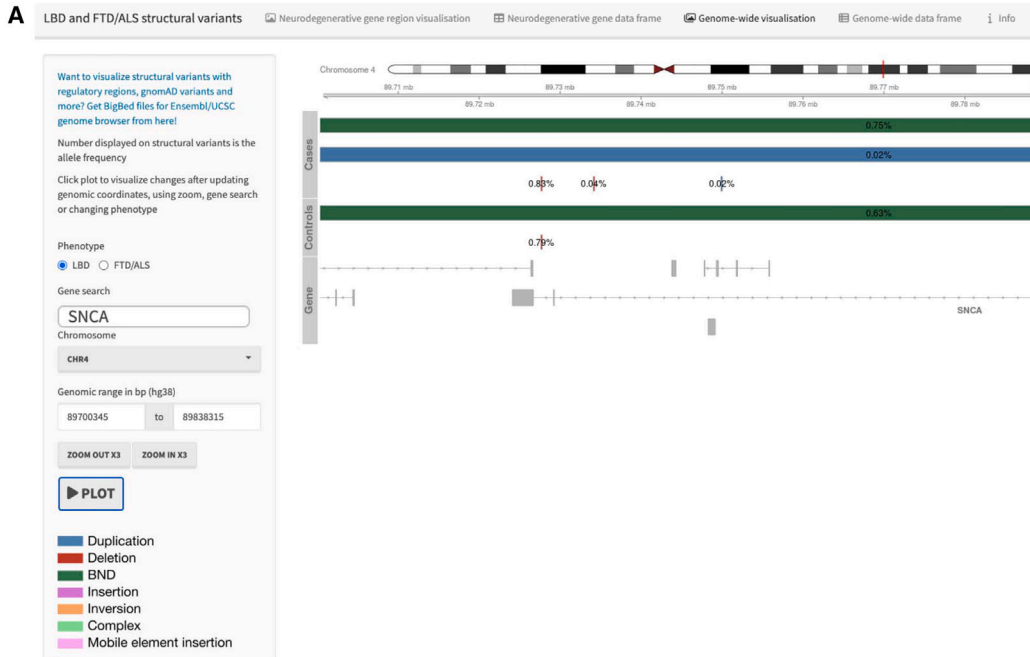 A
LBD and FTD/ALS structural variants
Neurodegenerative gene region visualisation
Neurodegenerative gene data frame
Genome-wide visualisation
Genome-wide data frame
Info
Want to visualize structural variants with
regulatory regions, gnomAD variants and
more? Get BigBed files for Ensembl/UCSC
genome browser from here!
Number displayed on structural variants is the
allele frequency
Click plot to visualize changes after updating
genomic coordinates, using zoom, gene search
or changing phenotype
Phenotype
LBD FTD/ALS
Gene search
SNCA
Chromosome
CHR4
Genomic range in bp (hg38)
89700345 to 89838315
ZOOM OUT X3 ZOOM IN X3
PLOT
Duplication
Deletion
BND
Insertion
Inversion
Complex
Mobile element insertion
Chromosome 4
89.71 mb 89.73 mb 89.75 mb 89.77 mb
89.72 mb 89.74 mb 89.76 mb 89.78 mb
Cases
0.75%
0.02%
0.83% 0.04% 0.02%
Controls
0.63%
0.79%
Gene
SNCA